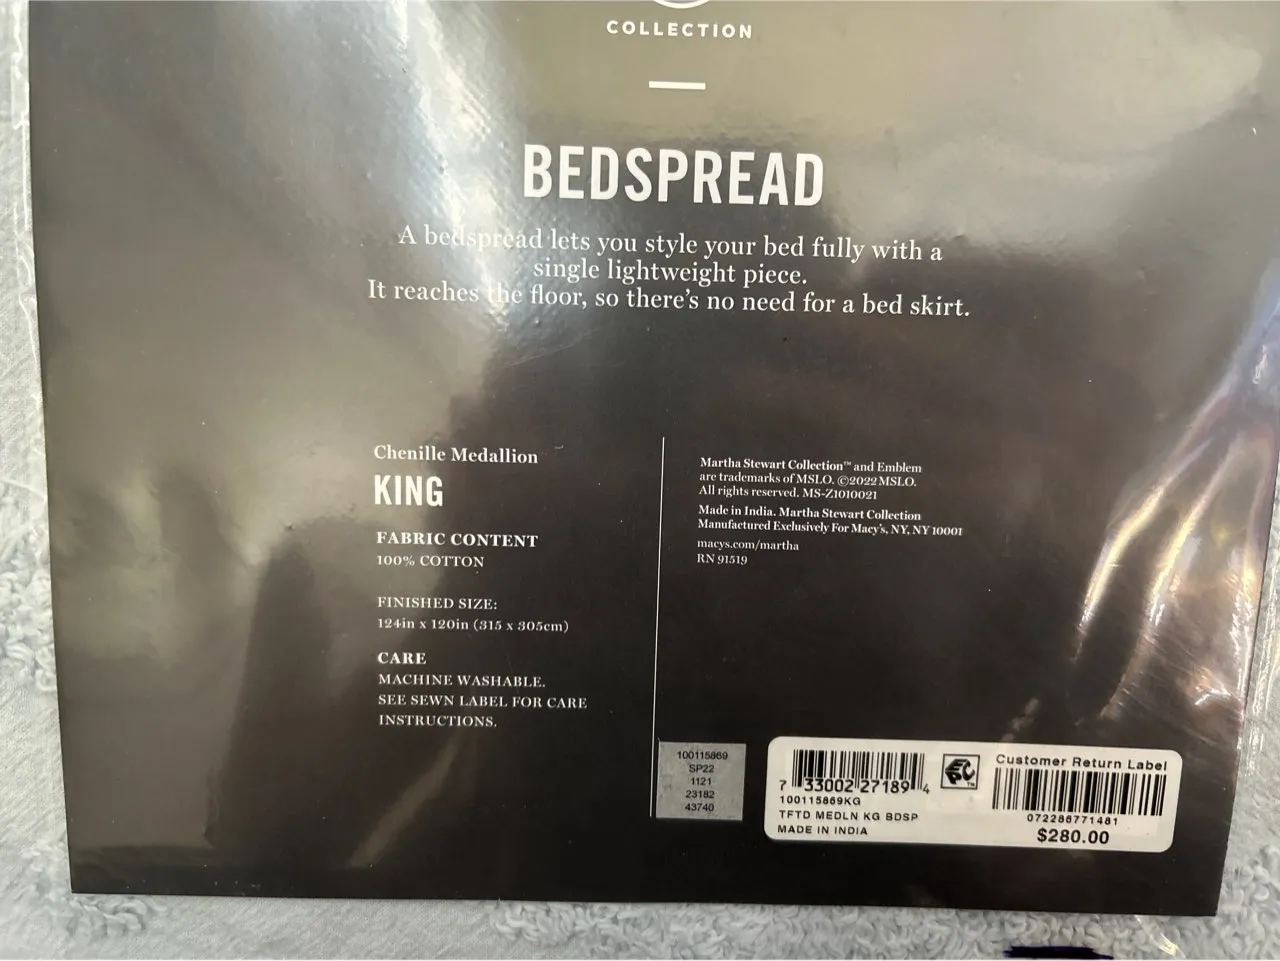 COLLECTION
BEDSPREAD
A bedspread lets you style your bed fully with a
single lightweight piece.
It reaches the floor, so there's no need for a bed skirt.
Chenille Medallion
KING
FABRIC CONTENT
100% COTTON
FINISHED SIZE:
124in x 120in (315 x 305cm)
CARE
MACHINE WASHABLE.
SEE SEWN LABEL FOR CARE
INSTRUCTIONS.
Martha Stewart Collection™ and Emblem
are trademarks of MSLO. ©2022 MSLO.
All rights reserved. MS-Z1010021
Made in India. Martha Stewart Collection
Manufactured Exclusively For Macy's, NY, NY 10001
macys.com/martha
RN 91519
100115869
SP22
1121
23182
43740
7 33002 27189 4
100115869KG
TFTD MEDLN KG BDSP
MADE IN INDIA
Customer Return Label
072286771481
$280.00